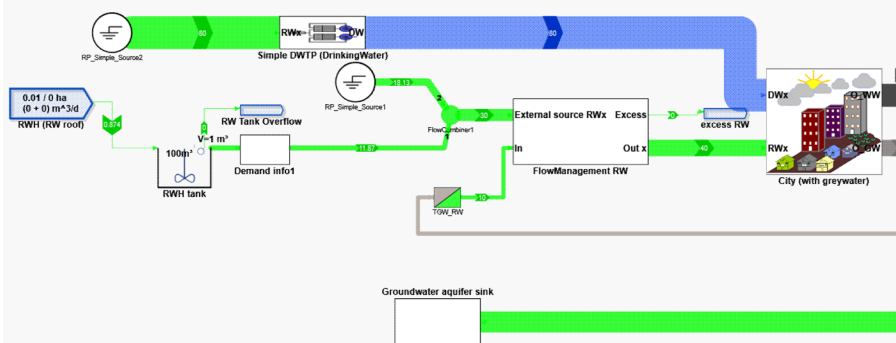 60
60
RWx
DW
RP_Simple_Source2
Simple DWTP (DrinkingWater)
18.13
RP_Simple_Source1
2
0.01 / 0 ha
(0 + 0) m^3/d
RWH (RW roof)
0.874
RW Tank Overflow
V=1 m³
100m³
RWH tank
Demand info1
11.87
FlowCombiner1
1
30
External source RWx
Excess
In
Out x
FlowManagement RW
0
excess RW
40
DWx
WW
RWx
GW
City (with greywater)
TGW_RW
10
Groundwater aquifer sink